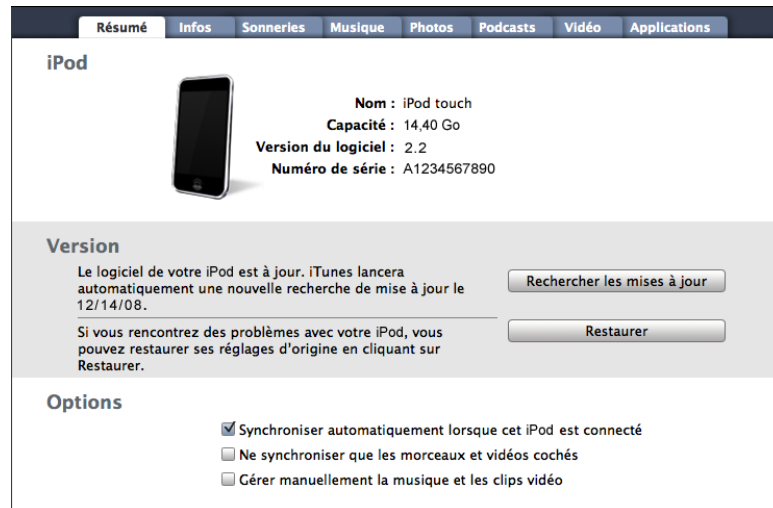 Résumé Infos Sonneries Musique Photos Podcasts Vidéo Applications
iPod
Nom : iPod touch
Capacité : 14,40 Go
Version du logiciel : 2.2
Numéro de série : A1234567890
Version
Le logiciel de votre iPod est à jour. iTunes lancera
automatiquement une nouvelle recherche de mise à jour le
12/14/08.
Rechercher les mises à jour
Si vous rencontrez des problèmes avec votre iPod, vous
pouvez restaurer ses réglages d'origine en cliquant sur
Restaurer.
Restaurer
Options
Synchroniser automatiquement lorsque cet iPod est connecté
Ne synchroniser que les morceaux et vidéos cochés
Gérer manuellement la musique et les clips vidéo